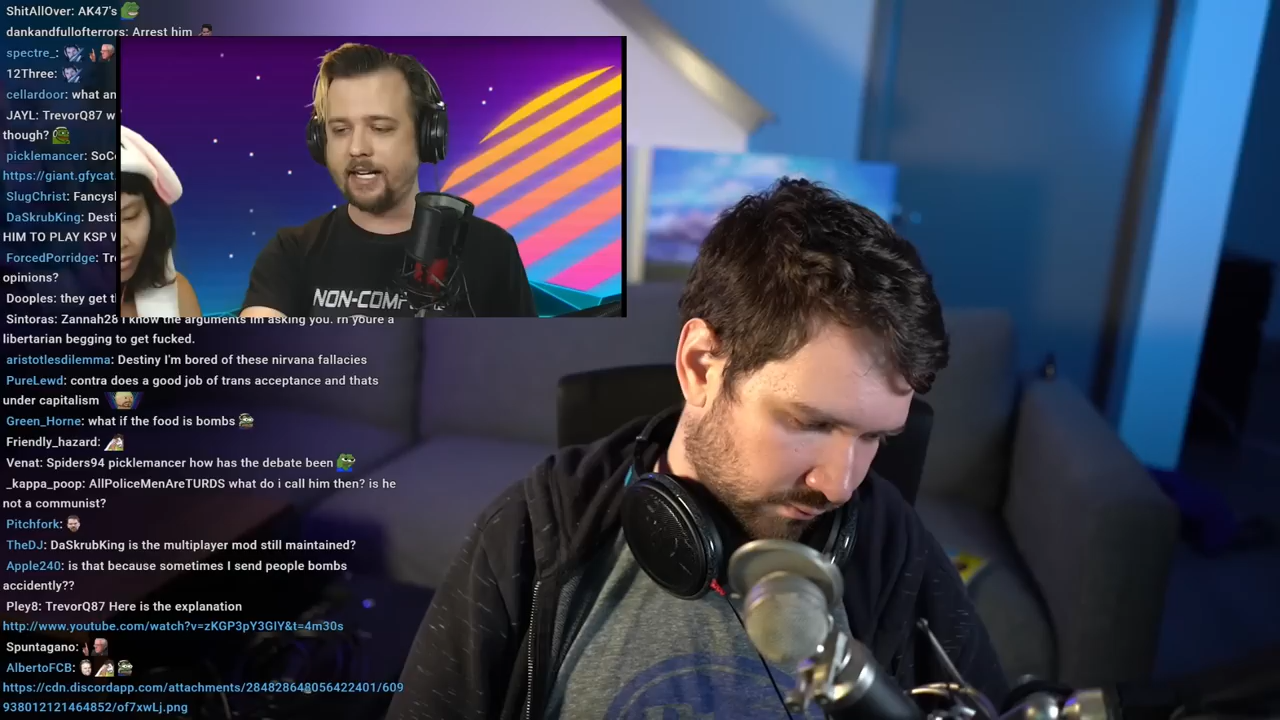 ShitAllOver: AK47's
dankandfullofterrors: Arrest him
spectre_:
12Three:
cellardoor: what
JAYL: TrevorQ87
though?
picklemancer:
https://giant.gfycat.
SlugChrist:
DaSkrubKing:
HIM TO PLAY KSP
ForcedPorridge:
opinions?
Dooples: they get
Sintoras: Zannah28 I know the arguments im asking you. rn youre a
libertarian begging to get fucked.
aristotlesdilemma: Destiny I'm bored of these nirvana fallacies
PureLewd: contra does a good job of trans acceptance and thats
under capitalism
Green_Horne: what if the food is bombs
Friendly_hazard:
Venat: Spiders94 picklemancer how has the debate been
_kappa_poop: AllPoliceMenAreTURDS what do i call him then? is he
not a communist?
Pitchfork:
TheDJ: DaSkrubKing is the multiplayer mod still maintained?
Apple240: is that because sometimes I send people bombs
accidently??
Pley8: TrevorQ87 Here is the explanation
http://www.youtube.com/watch?v=zKGP3pY3GIY&t=4m30s
Spuntagano:
AlbertoFCB:
https://cdn.discordapp.com/attachments/284828648056422401/609
938012121464852/of7xwLj.png